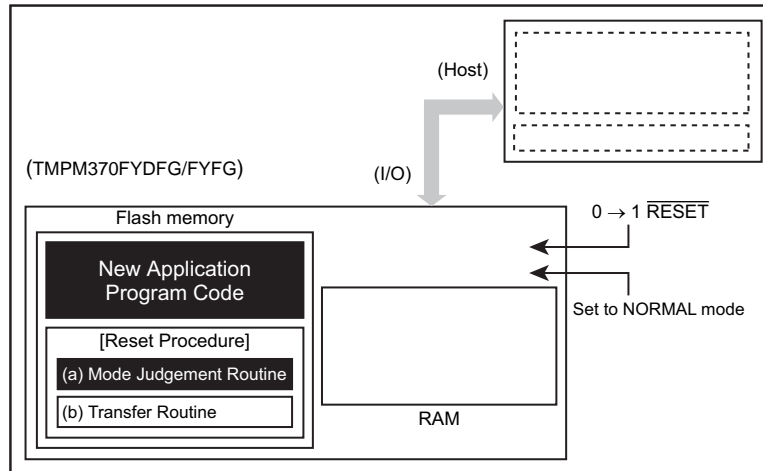 (Host)
(TMPM370FYDFG/FYFG)
(I/O)
Flash memory
0 → 1 RESET
New Application
Program Code
Set to NORMAL mode
[Reset Procedure]
(a) Mode Judgement Routine
(b) Transfer Routine
RAM